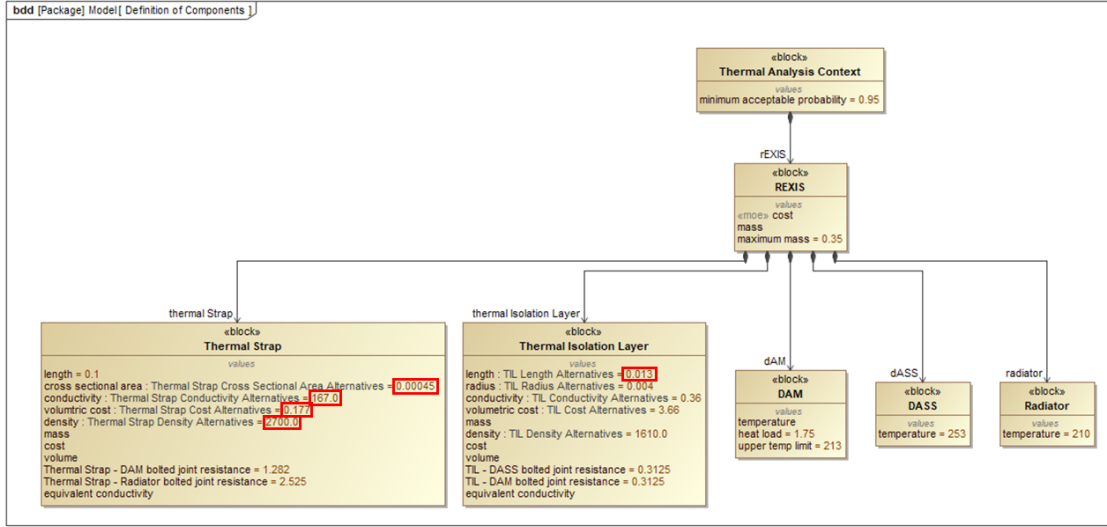 bdd [Package] Model[ Definition of Components ]
«block»
Thermal Analysis Context
values
minimum acceptable probability = 0.95
rEXIS
«block»
REXIS
values
«moe» cost
mass
maximum mass = 0.35
thermal Strap
«block»
Thermal Strap
values
length = 0.1
cross sectional area : Thermal Strap Cross Sectional Area Alternatives = 0.00045
conductivity : Thermal Strap Conductivity Alternatives = 167.0
volumtric cost : Thermal Strap Cost Alternatives = 0.177
density : Thermal Strap Density Alternatives = 2700.0
mass
cost
volume
Thermal Strap - DAM bolted joint resistance = 1.282
Thermal Strap - Radiator bolted joint resistance = 2.525
equivalent conductivity
thermal Isolation Layer
«block»
Thermal Isolation Layer
values
length : TIL Length Alternatives = 0.013
radius : TIL Radius Alternatives = 0.004
conductivity : TIL Conductivity Alternatives = 0.36
volumetric cost : TIL Cost Alternatives = 3.66
mass
density : TIL Density Alternatives = 1610.0
cost
volume
TIL - DASS bolted joint resistance = 0.3125
TIL - DAM bolted joint resistance = 0.3125
equivalent conductivity
dAM
«block»
DAM
values
temperature
heat load = 1.75
upper temp limit = 213
dASS
«block»
DASS
values
temperature = 253
radiator
«block»
Radiator
values
temperature = 210